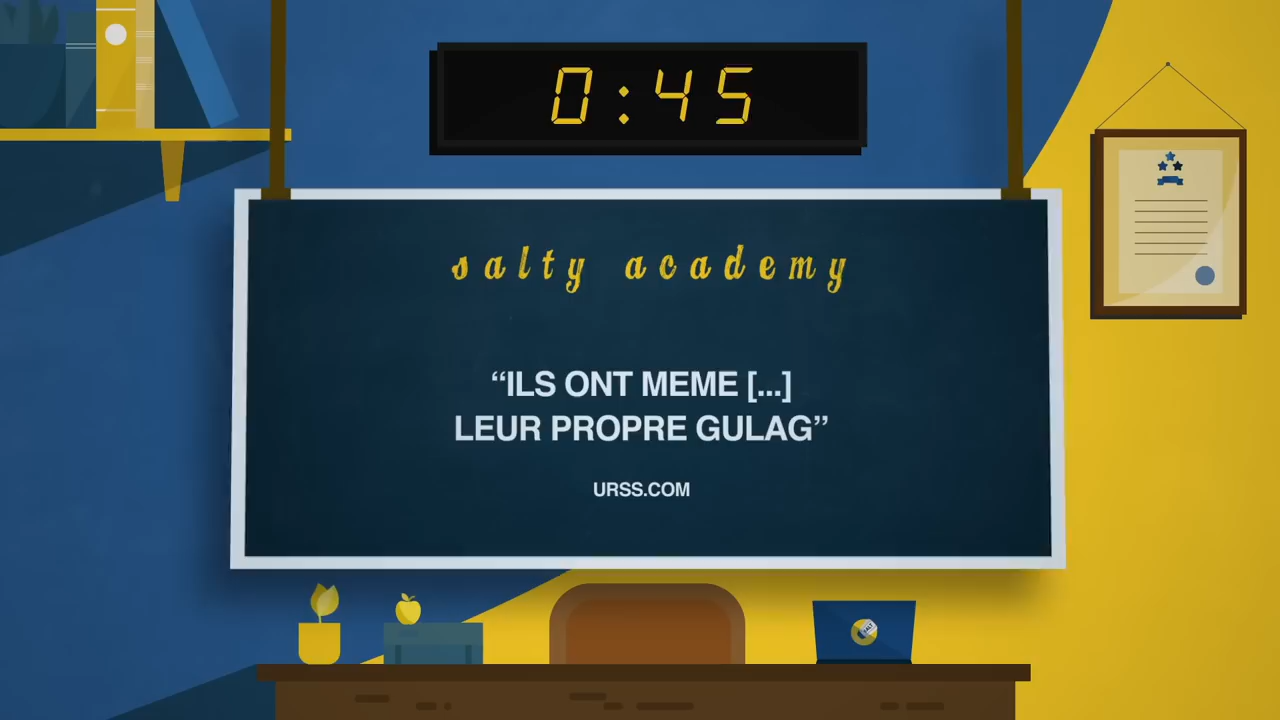 0:45
salty academy
“ILS ONT MEME [...]
LEUR PROPRE GULAG”
URSS.COM